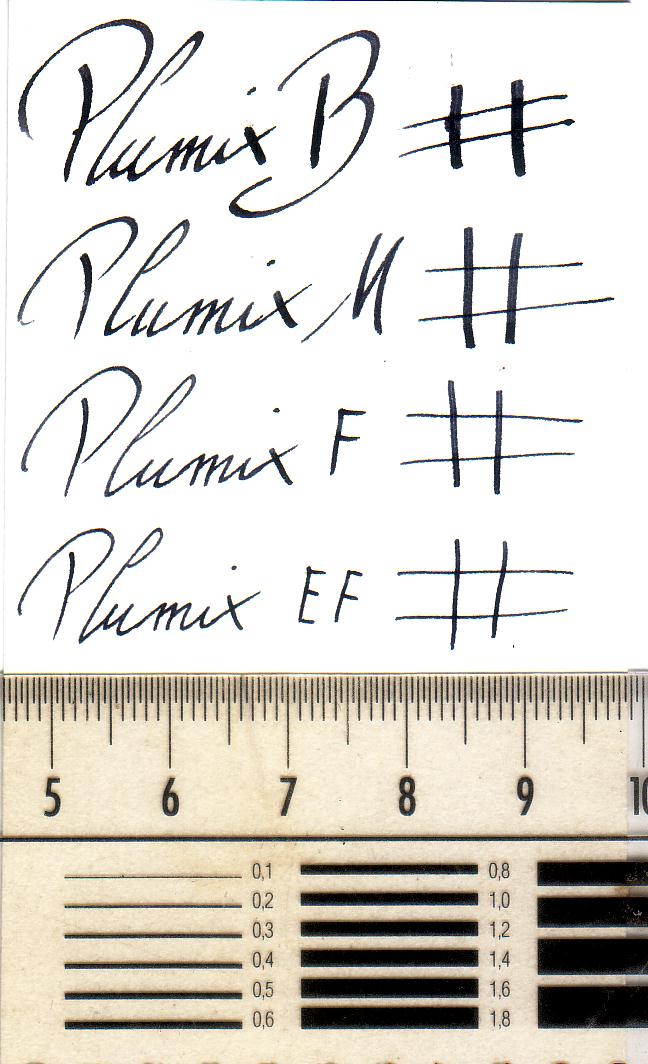 Plumix B #
Plumix M #
Plumix F #
Plumix EF #
5 6 7 8 9 10
0,1 0,8
0,2 1,0
0,3 1,2
0,4 1,4
0,5 1,6
0,6 1,8